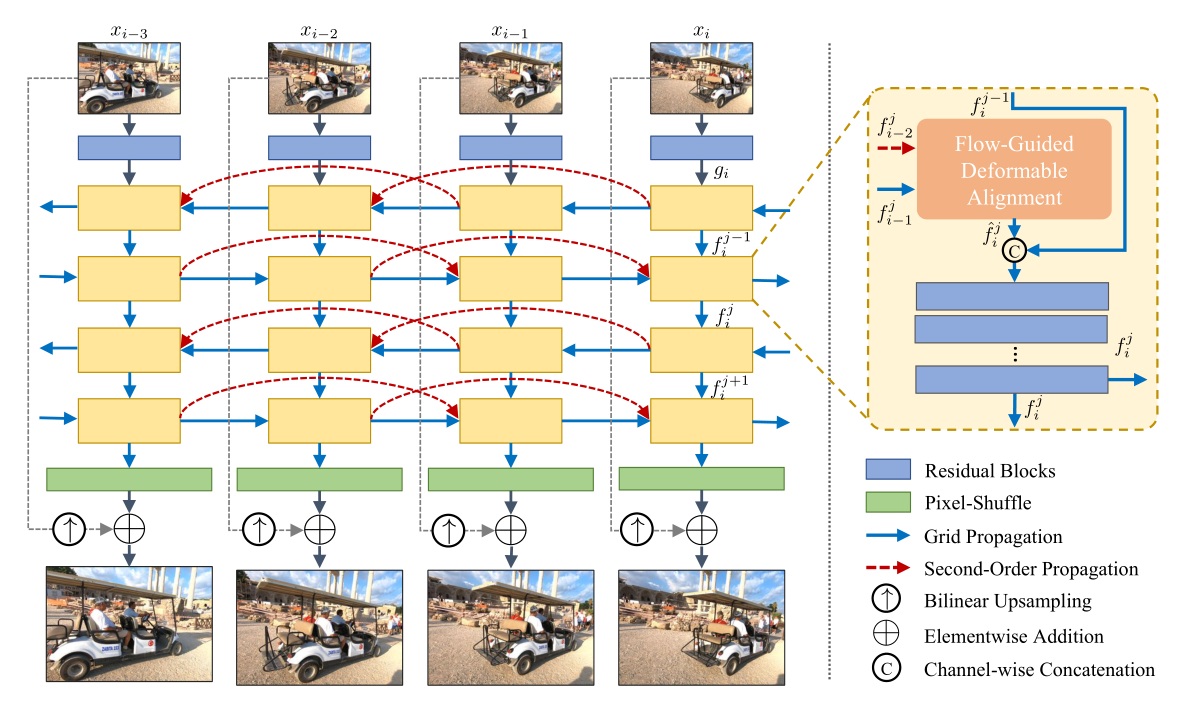 x_{i-3}
x_{i-2}
x_{i-1}
x_i
g_i
f_i^{j-1}
f_i^j
f_i^{j+1}
f_i^{j-1}
f_{i-2}^j
Flow-Guided
Deformable
Alignment
f_{i-1}^j
\hat{f}_i^j
C
f_i^j
f_i^j
Residual Blocks
Pixel-Shuffle
Grid Propagation
Second-Order Propagation
Bilinear Upsampling
Elementwise Addition
C Channel-wise Concatenation